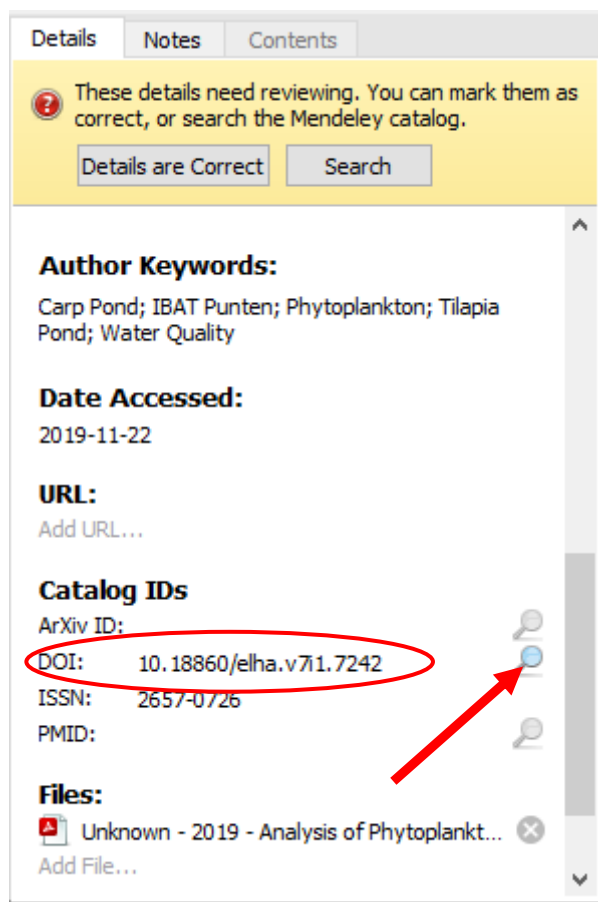 Details Notes Contents
These details need reviewing. You can mark them as
correct, or search the Mendeley catalog.
Details are Correct Search
Author Keywords:
Carp Pond; IBAT Punten; Phytoplankton; Tilapia
Pond; Water Quality
Date Accessed:
2019-11-22
URL:
Add URL...
Catalog IDs
ArXiv ID:
DOI: 10.18860/elha.v7i1.7242
ISSN: 2657-0726
PMID:
Files:
Unknown - 2019 - Analysis of Phytoplankt...
Add File...